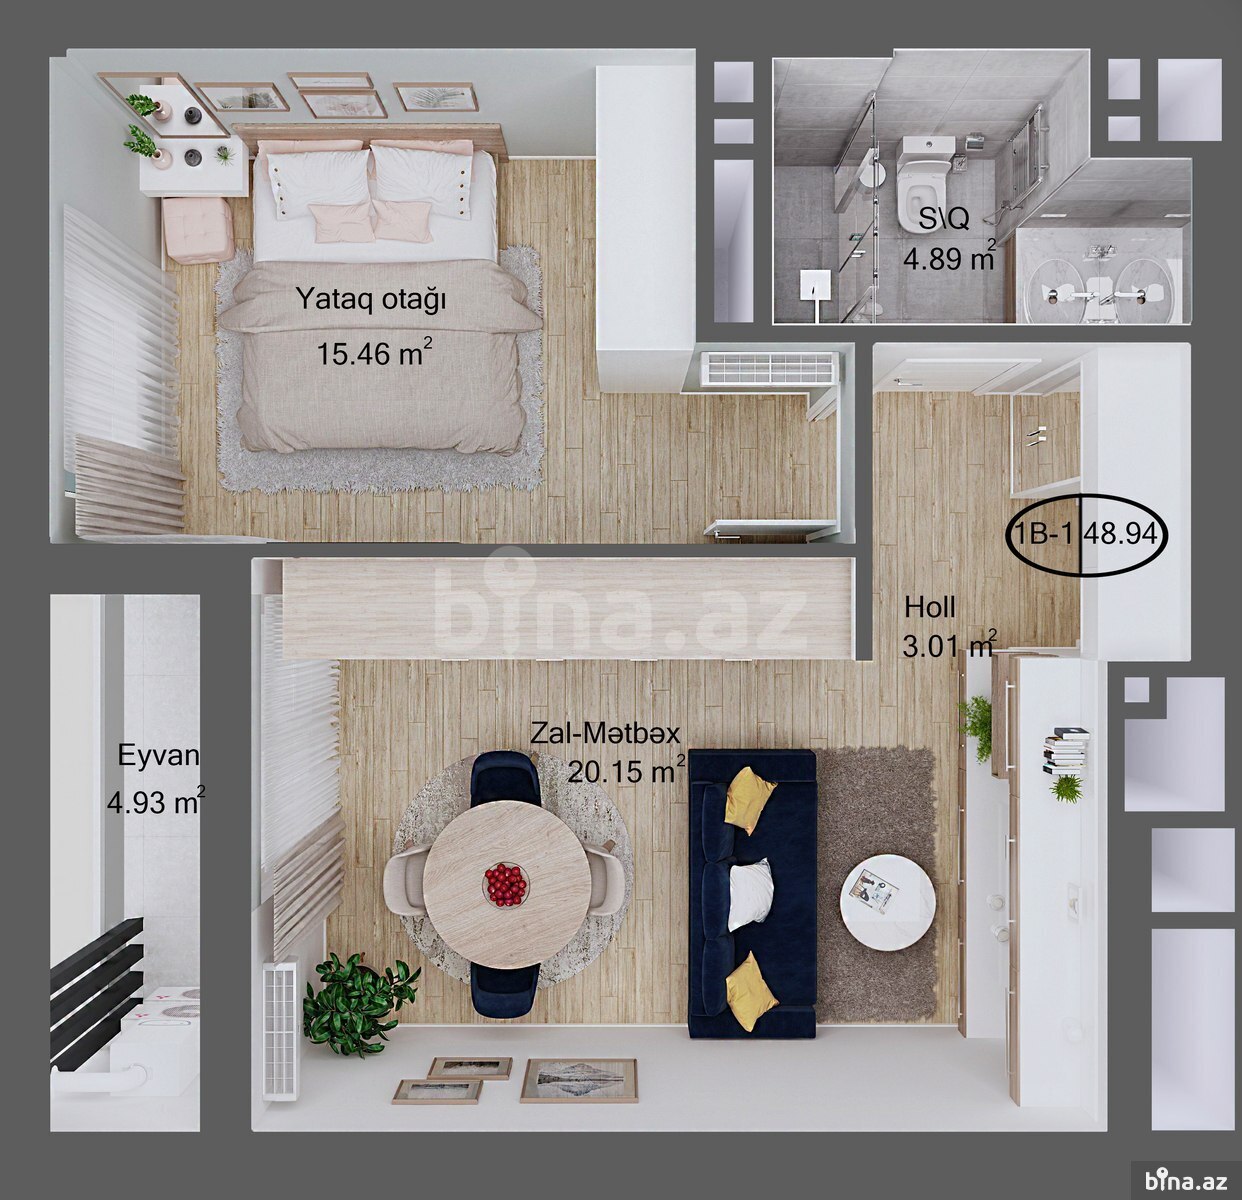 S\Q
4.89 m²
Yataq otağı
15.46 m²
1B-1 48.94
bina.az
Holl
3.01 m²
Zal-Mətbəx
20.15 m²
Eyvan
4.93 m²
bina.az